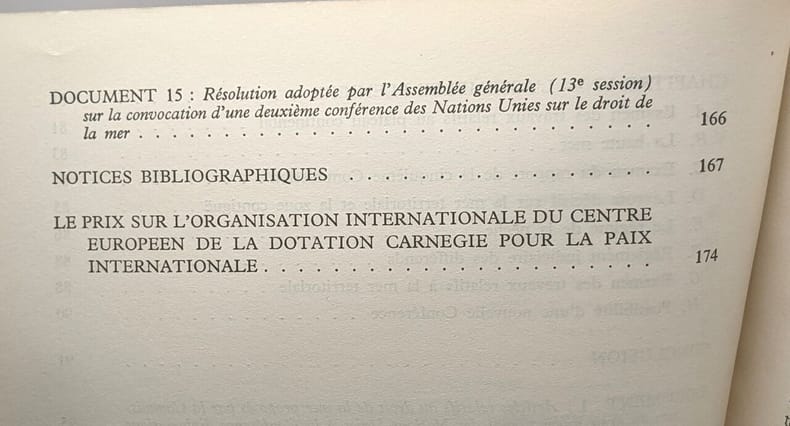 DOCUMENT 15 : Résolution adoptée par l'Assemblée générale (13e session)
sur la convocation d'une deuxième conférence des Nations Unies sur le droit de
la mer . . . . . . . . . . . . . . . . . . . . . . . . . . . 166
NOTICES BIBLIOGRAPHIQUES . . . . . . . . . . . . . . . . 167
LE PRIX SUR L'ORGANISATION INTERNATIONALE DU CENTRE
EUROPEEN DE LA DOTATION CARNEGIE POUR LA PAIX
INTERNATIONALE . . . . . . . . . . . . . . . . . . . . 174